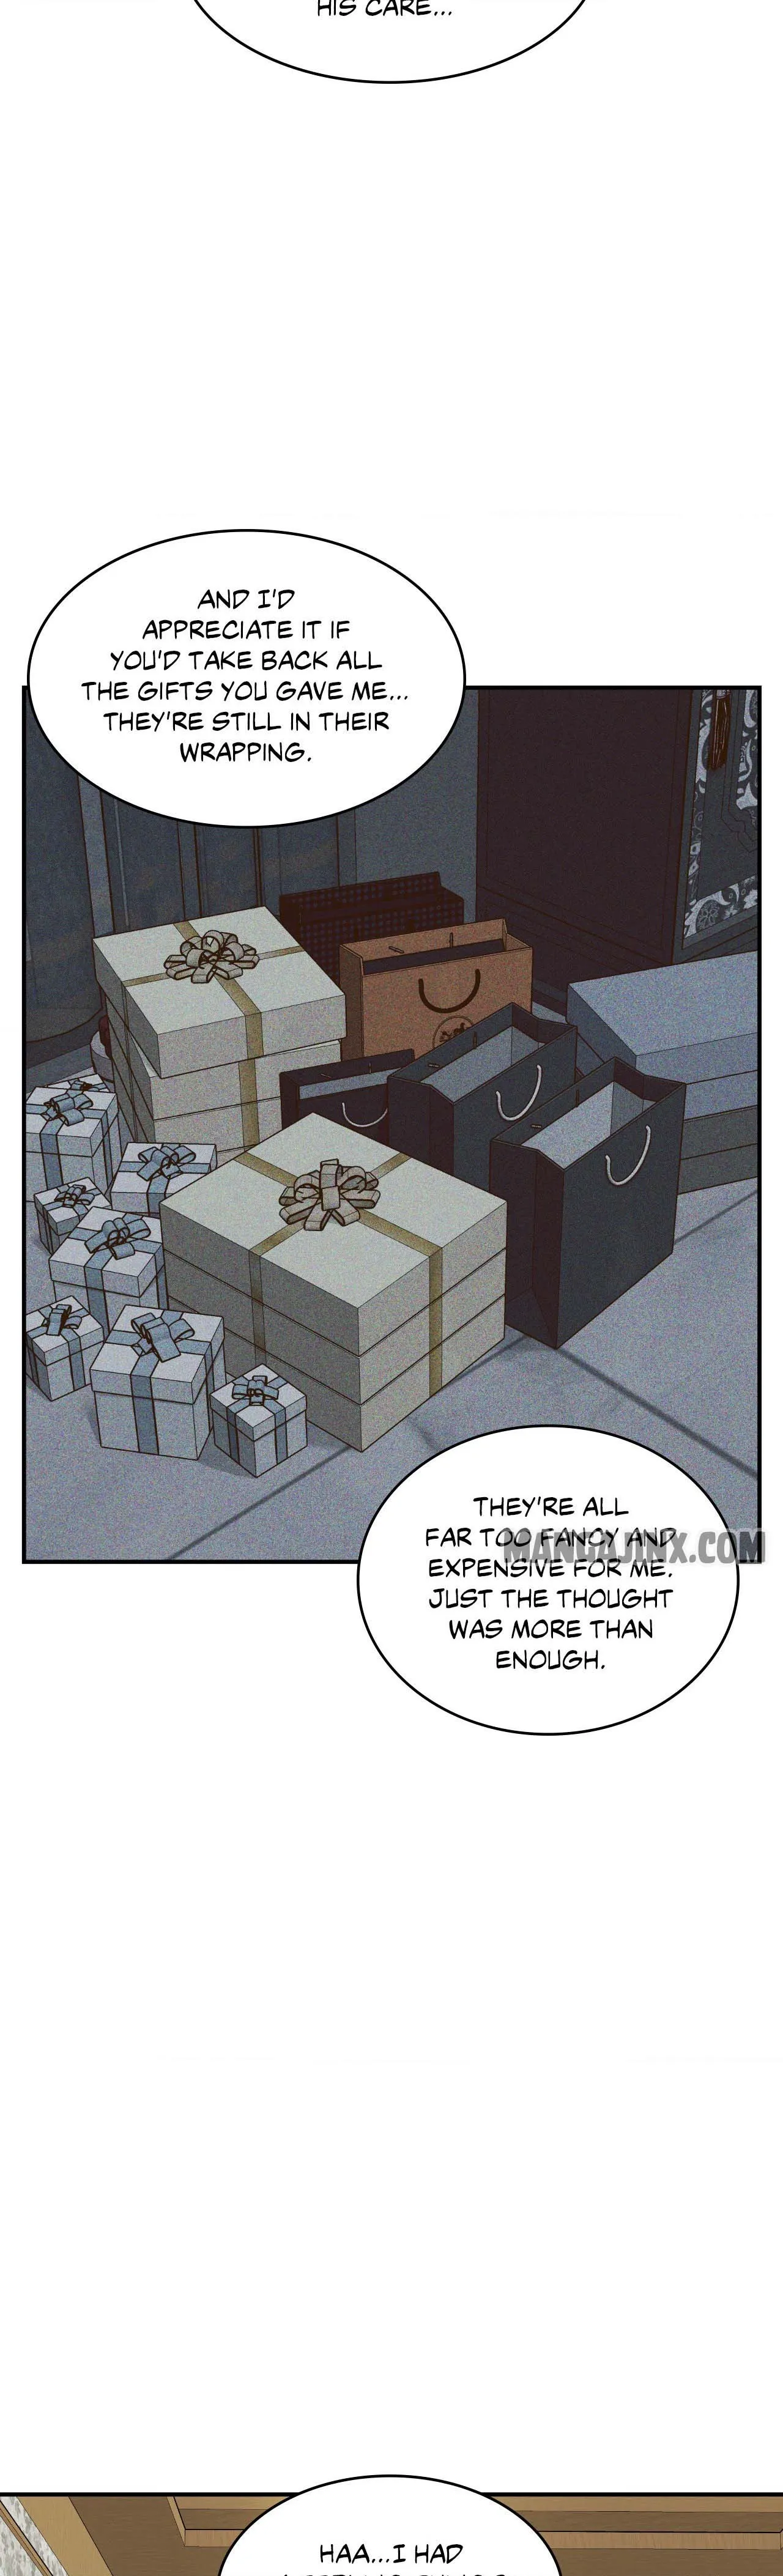 HIS CARE...
AND I'D
APPRECIATE IT IF
YOU'D TAKE BACK ALL
THE GIFTS YOU GAVE ME...
THEY'RE STILL IN THEIR
WRAPPING.
THEY'RE ALL
FAR TOO FANCY AND
EXPENSIVE FOR ME.
JUST THE THOUGHT
WAS MORE THAN
ENOUGH.
MANGAJINX.COM
HAA...I HAD